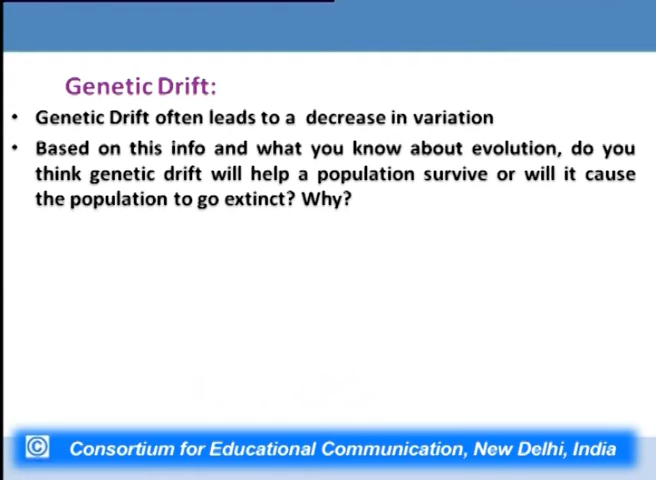 Genetic Drift:
• Genetic Drift often leads to a decrease in variation
• Based on this info and what you know about evolution, do you
think genetic drift will help a population survive or will it cause
the population to go extinct? Why?
© Consortium for Educational Communication, New Delhi, India